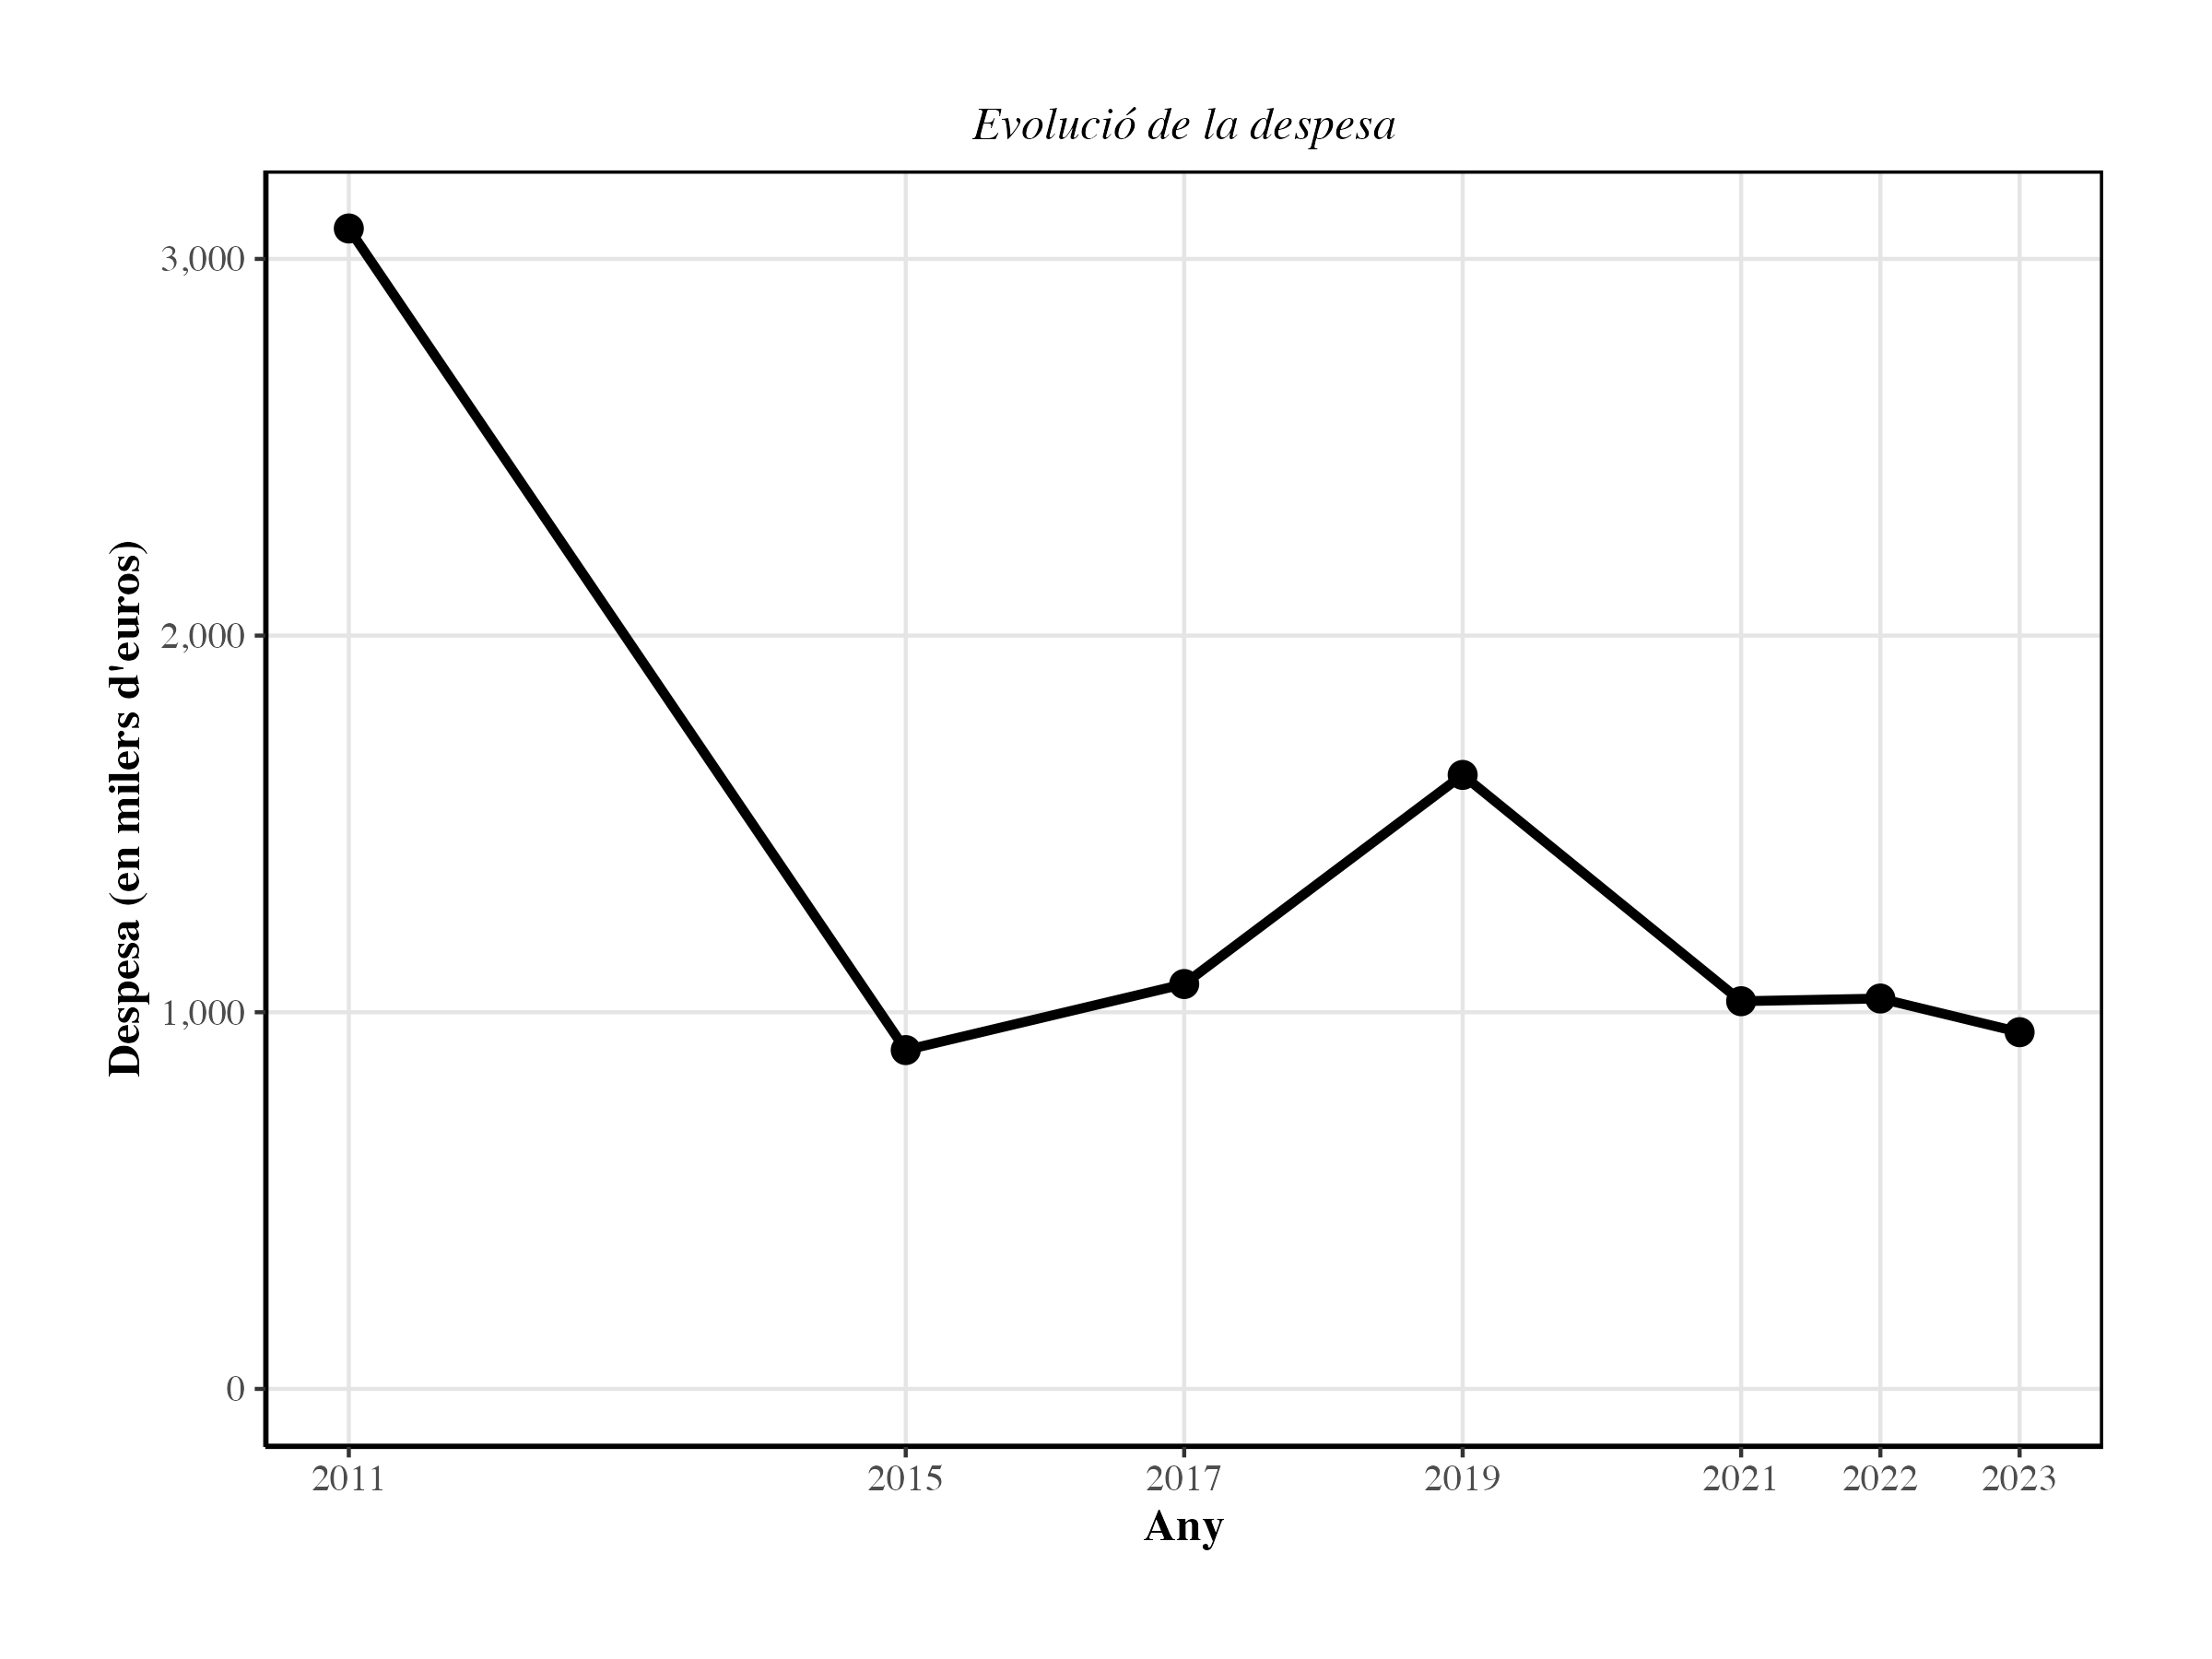 Evolució de la despesa
Despesa (en milers d'euros)
3,000
2,000
1,000
0
2011 2015 2017 2019 2021 2022 2023
Any